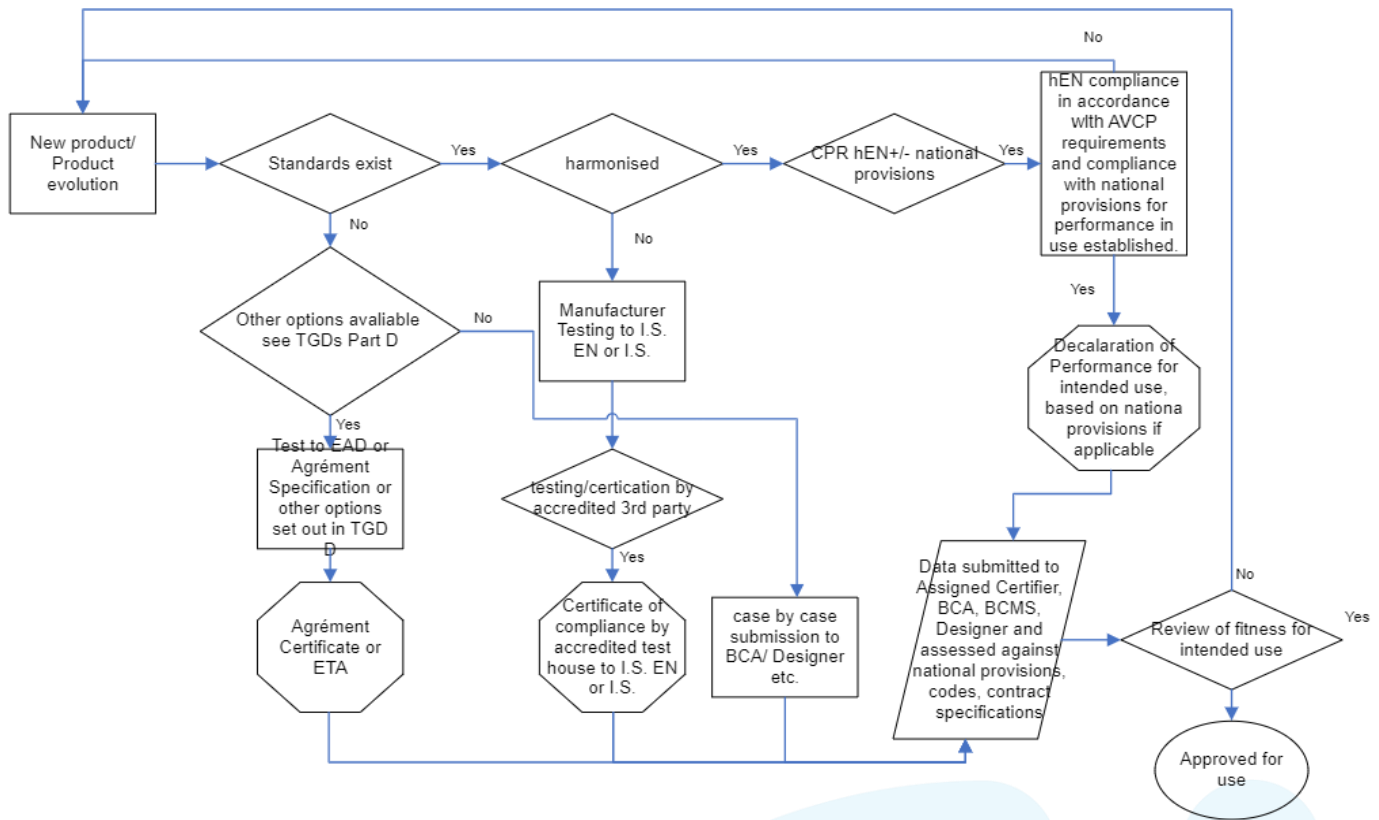 No
New product/
Product
evolution
Standards exist
Yes
harmonised
Yes
CPR hEN+/- national
provisions
Yes
hEN compliance
in accordance
wIth AVCP
requirements
and compliance
with national
provisions for
performance in
use established.
No
No
Yes
Other options avaliable
see TGDs Part D
No
Manufacturer
Testing to I.S.
EN or I.S.
Decalaration of
Performance for
intended use,
based on nationa
provisions if
applicable
Yes
Test to EAD or
Agrément
Specification or
other options
set out in TGD
D
testing/certication by
accredited 3rd party
Yes
Agrément
Certificate or
ETA
Certificate of
compliance by
accredited test
house to I.S. EN
or I.S.
case by case
submission to
BCA/ Designer
etc.
Data submitted to
Assigned Certifier,
BCA, BCMS,
Designer and
assessed against
national provisions,
codes, contract
specifications
No
Review of fitness for
intended use
Yes
Approved for
use